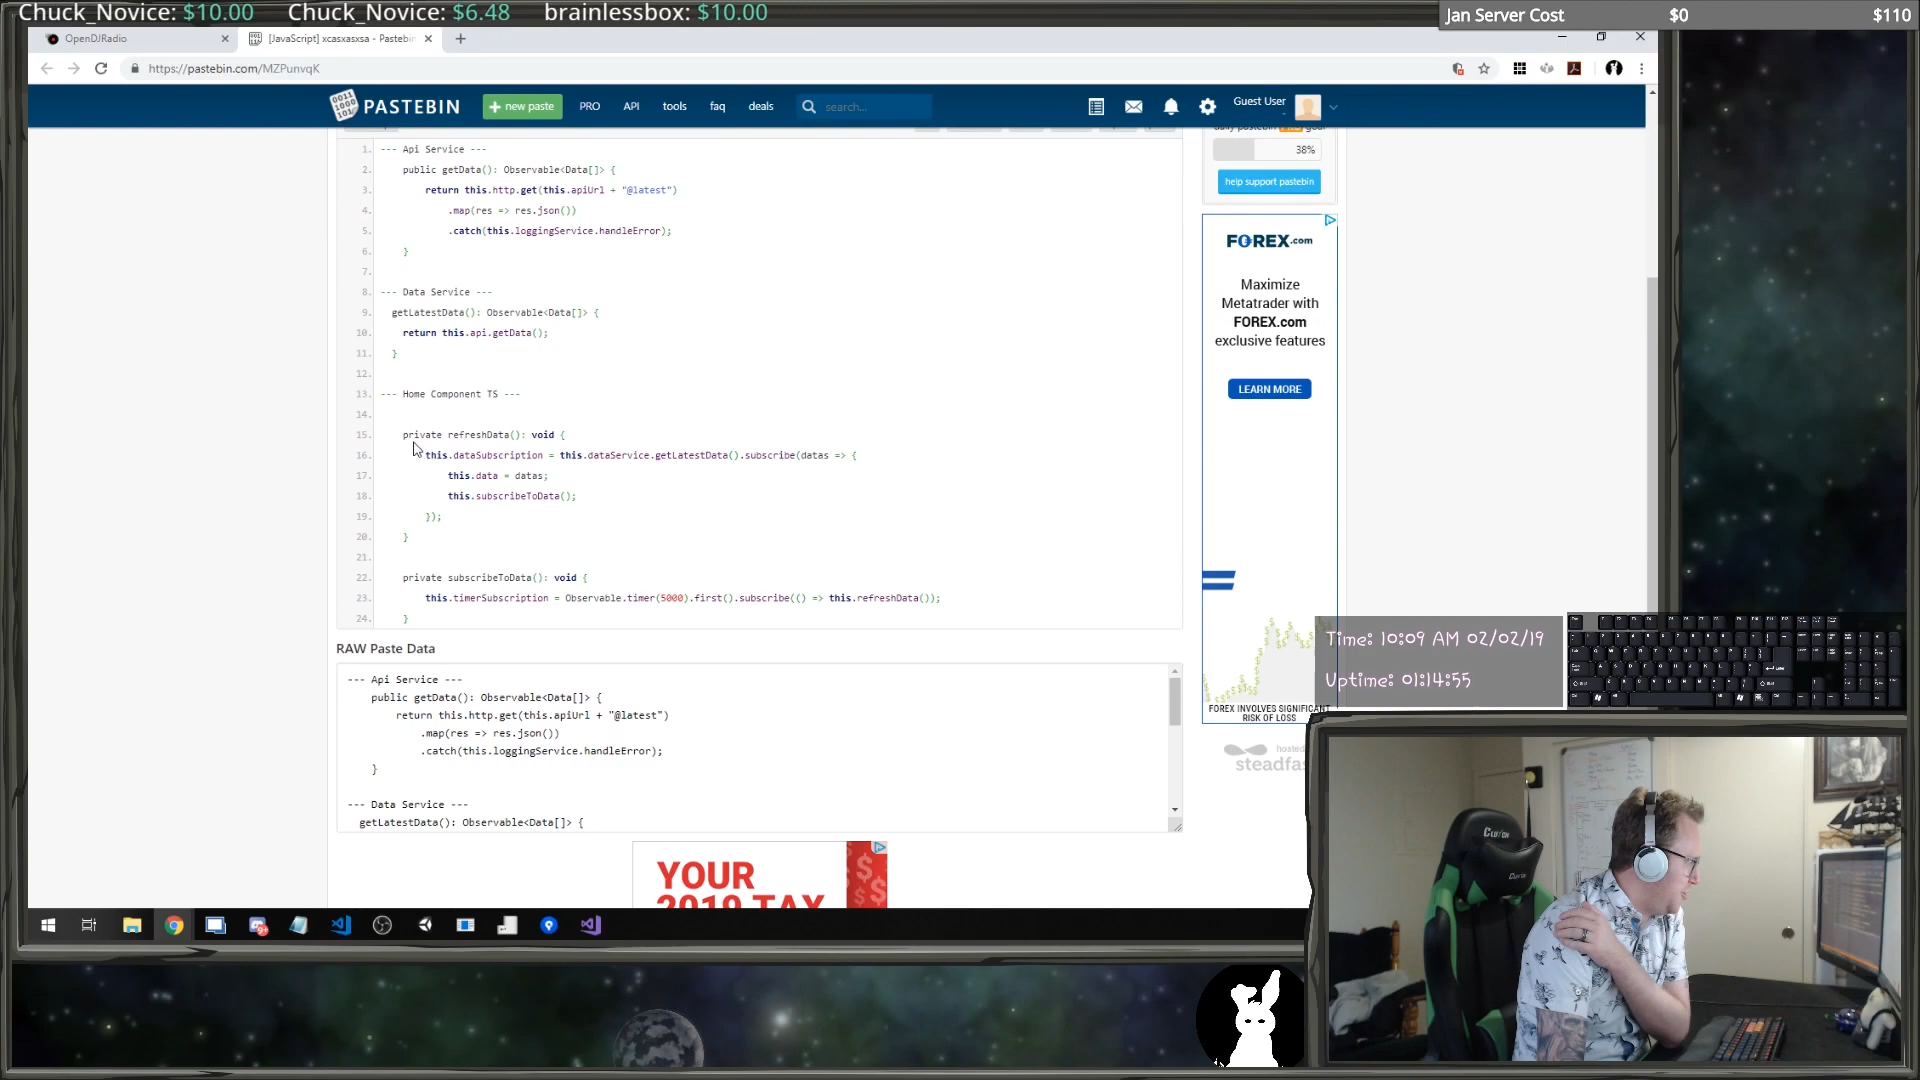 Chuck_Novice: $10.00 Chuck_Novice: $6.48 brainlessbox: $10.00
Jan Server Cost $0 $110
OpenDJRadio
[JavaScript] xcasxasxsa - Pastebin
https://pastebin.com/MZPunvqK
PASTEBIN
+ new paste PRO API tools faq deals search... Guest User
38%
help support pastebin
1. --- Api Service ---
2. public getData(): Observable<Data[]> {
3. return this.http.get(this.apiUrl + "@latest")
4. .map(res => res.json())
5. .catch(this.loggingService.handleError);
6. }
7.
8. --- Data Service ---
9. getLatestData(): Observable<Data[]> {
10. return this.api.getData();
11. }
12.
13. --- Home Component TS ---
14.
15. private refreshData(): void {
16. this.dataSubscription = this.dataService.getLatestData().subscribe(datas => {
17. this.data = datas;
18. this.subscribeToData();
19. });
20. }
21.
22. private subscribeToData(): void {
23. this.timerSubscription = Observable.timer(5000).first().subscribe(() => this.refreshData());
24. }
FOREX.com
Maximize
Metatrader with
FOREX.com
exclusive features
LEARN MORE
FOREX INVOLVES SIGNIFICANT
RISK OF LOSS
hosted
steadfas
RAW Paste Data
--- Api Service ---
public getData(): Observable<Data[]> {
return this.http.get(this.apiUrl + "@latest")
.map(res => res.json())
.catch(this.loggingService.handleError);
}
--- Data Service ---
getLatestData(): Observable<Data[]> {
YOUR
2019 TAX
Time: 10:09 AM 02/02/19
Uptime: 01:14:55
CLUTCH